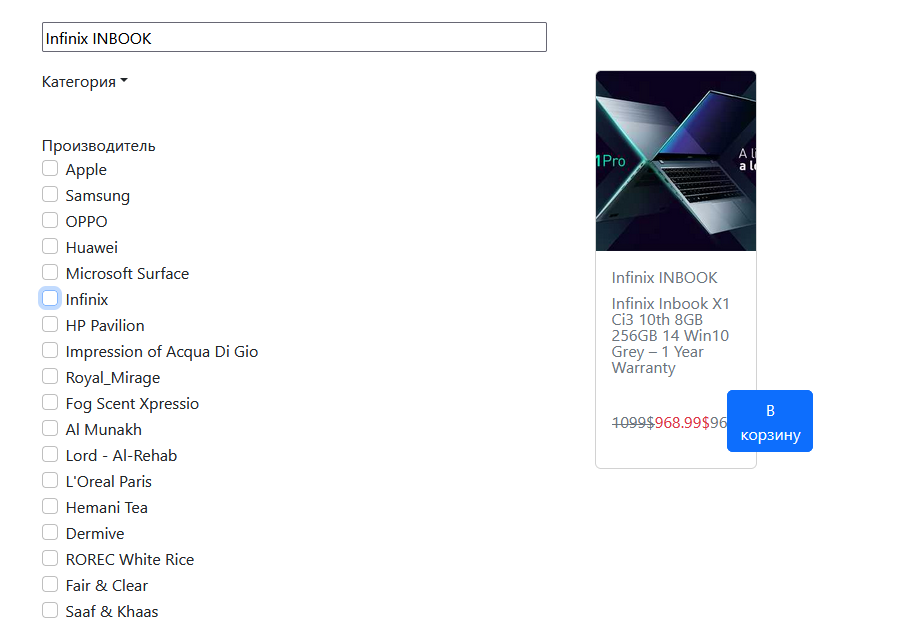 Infinix INBOOK
Категория
Производитель
Apple
Samsung
OPPO
Huawei
Microsoft Surface
Infinix
HP Pavilion
Impression of Acqua Di Gio
Royal_Mirage
Fog Scent Xpressio
Al Munakh
Lord - Al-Rehab
L'Oreal Paris
Hemani Tea
Dermive
ROREC White Rice
Fair & Clear
Saaf & Khaas
1Pro
A li
a le
Infinix INBOOK
Infinix Inbook X1
Ci3 10th 8GB
256GB 14 Win10
Grey – 1 Year
Warranty
1099$968.99$96
В
корзину